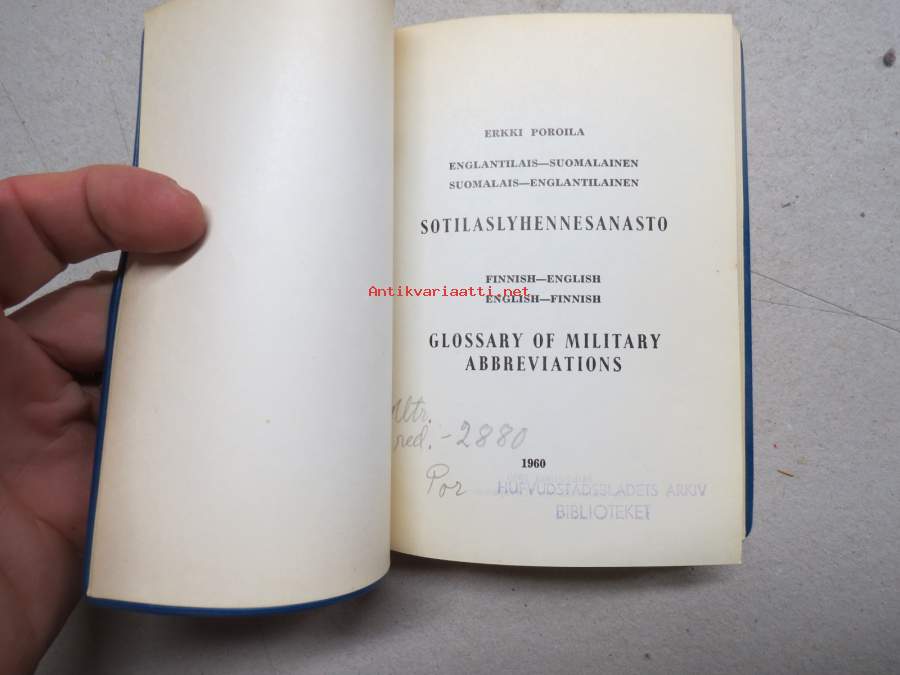 ERKKI POROILA
ENGLANTILAIS—SUOMALAINEN
SUOMALAIS—ENGLANTILAINEN
SOTILASLYHENNESANASTO
FINNISH—ENGLISH
Antikvariaatti.net
ENGLISH—FINNISH
GLOSSARY OF MILITARY
ABBREVIATIONS
red. -2880
1960
Por
HUFVUDSTADSBLADETS ARKIV
BIBLIOTEKET